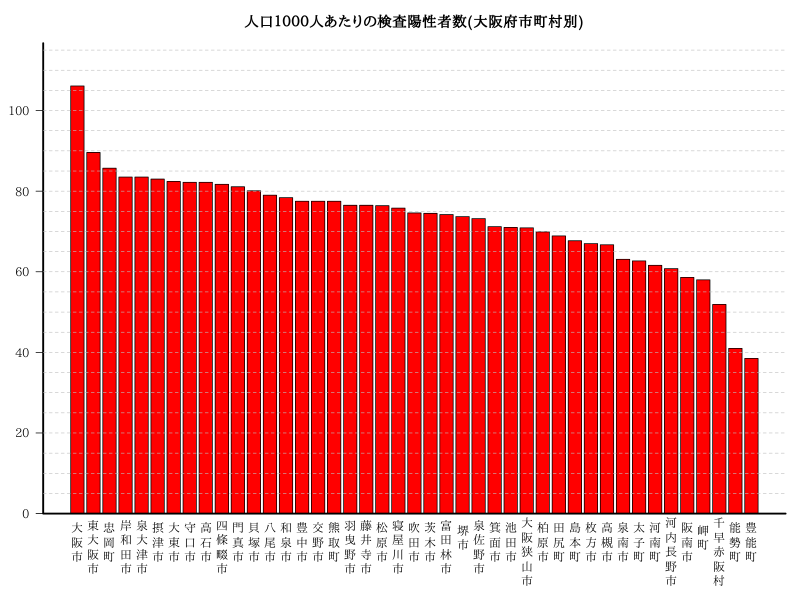 人口1000人あたりの検査陽性者数(大阪府市町村別)
100
80
60
40
20
0
大阪市
東大阪市
忠岡町
岸和田市
泉大津市
摂津市
大東市
守口市
高石市
四條畷市
門真市
貝塚市
八尾市
和泉市
豊中市
交野市
熊取町
羽曳野市
藤井寺市
松原市
寝屋川市
吹田市
茨木市
富田林市
堺市
泉佐野市
箕面市
池田市
大阪狭山市
柏原市
田尻町
島本町
枚方市
高槻市
泉南市
太子町
河南町
河内長野市
阪南市
岬町
千早赤阪村
能勢町
豊能町